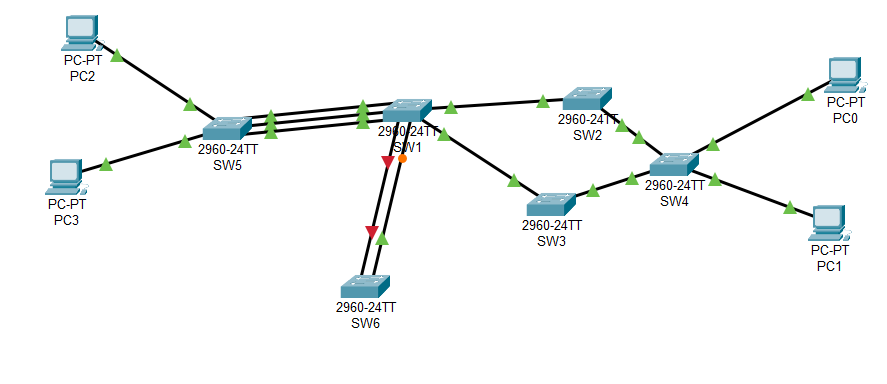 PC-PT
PC2
PC-PT
PC3
2960-24TT
SW5
2960-24TT
SW1
2960-24TT
SW2
2960-24TT
SW3
2960-24TT
SW4
2960-24TT
SW6
PC-PT
PC0
PC-PT
PC1